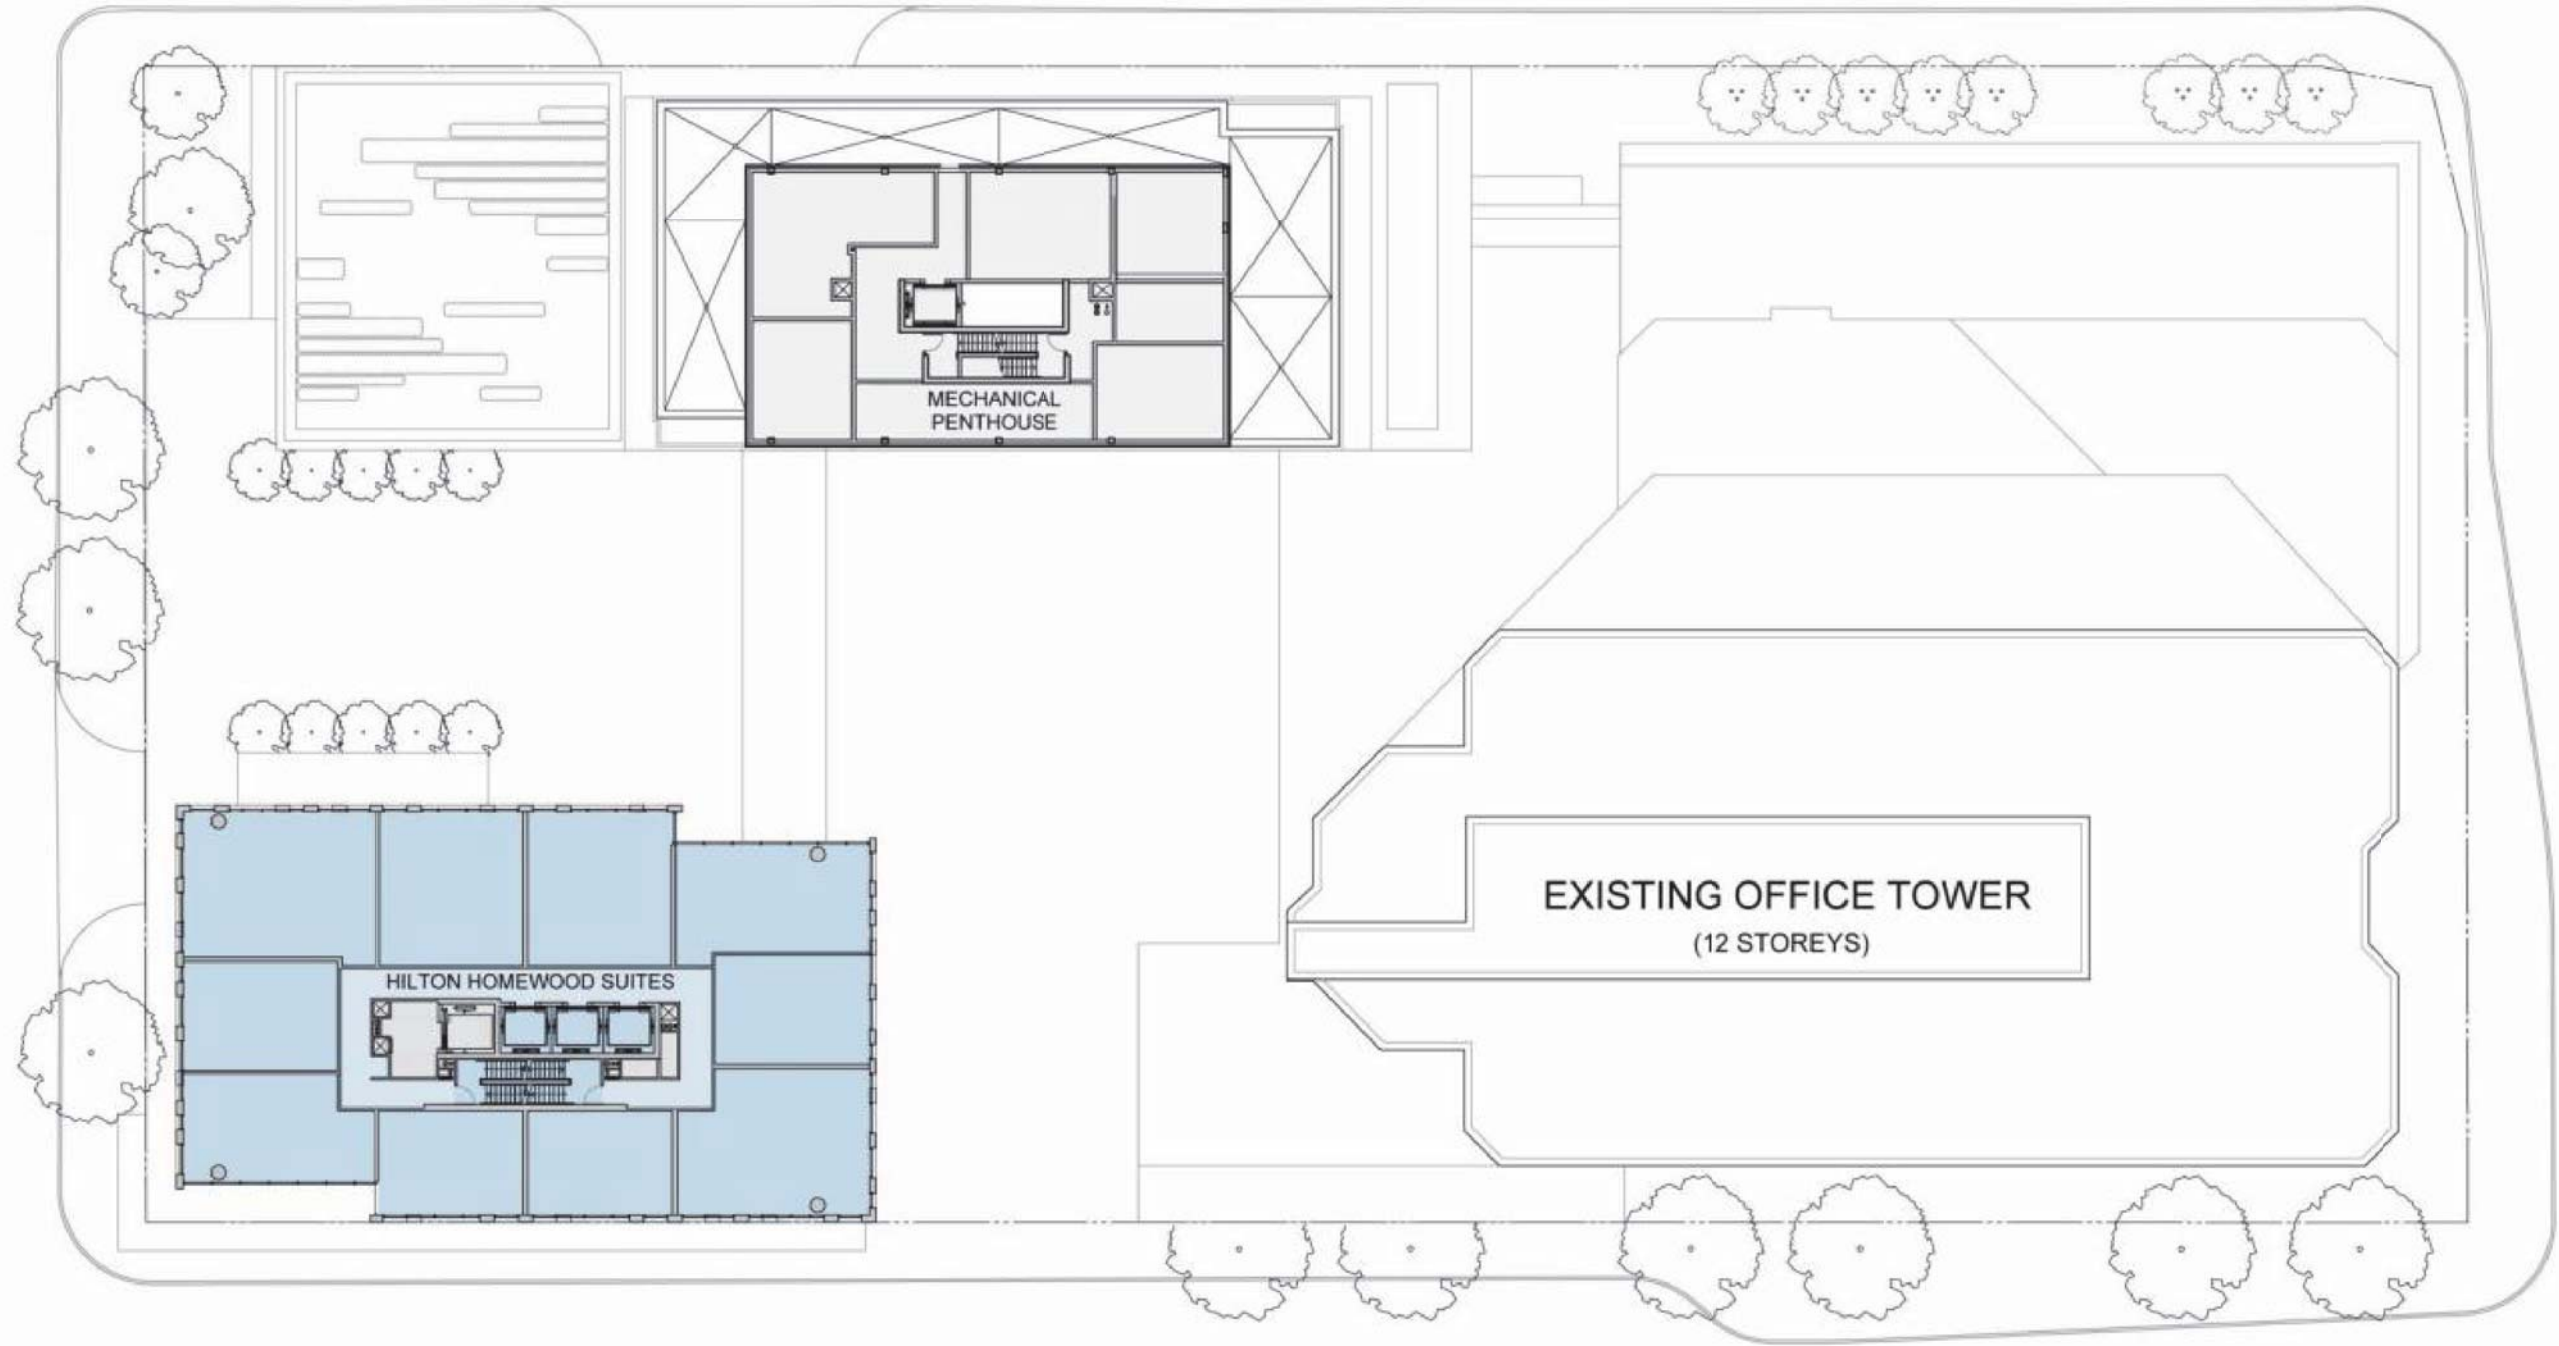 MECHANICAL
PENTHOUSE
EXISTING OFFICE TOWER
(12 STOREYS)
HILTON HOMEWOOD SUITES